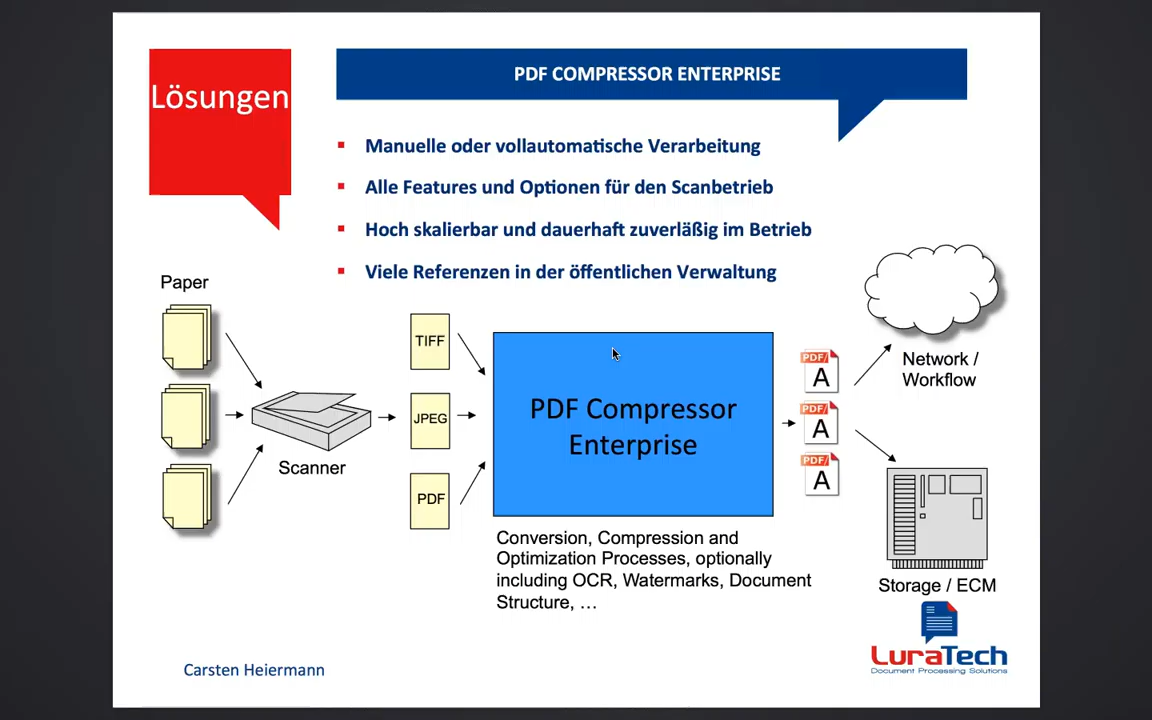 Lösungen
PDF COMPRESSOR ENTERPRISE
Manuelle oder vollautomatische Verarbeitung
Alle Features und Optionen für den Scanbetrieb
Hoch skalierbar und dauerhaft zuverläßig im Betrieb
Viele Referenzen in der öffentlichen Verwaltung
Paper
Scanner
TIFF
JPEG
PDF
PDF Compressor
Enterprise
Conversion, Compression and
Optimization Processes, optionally
including OCR, Watermarks, Document
Structure, …
PDF/
A
PDF/
A
PDF/
A
Network /
Workflow
Storage / ECM
LuraTech
Document Processing Solutions
Carsten Heiermann